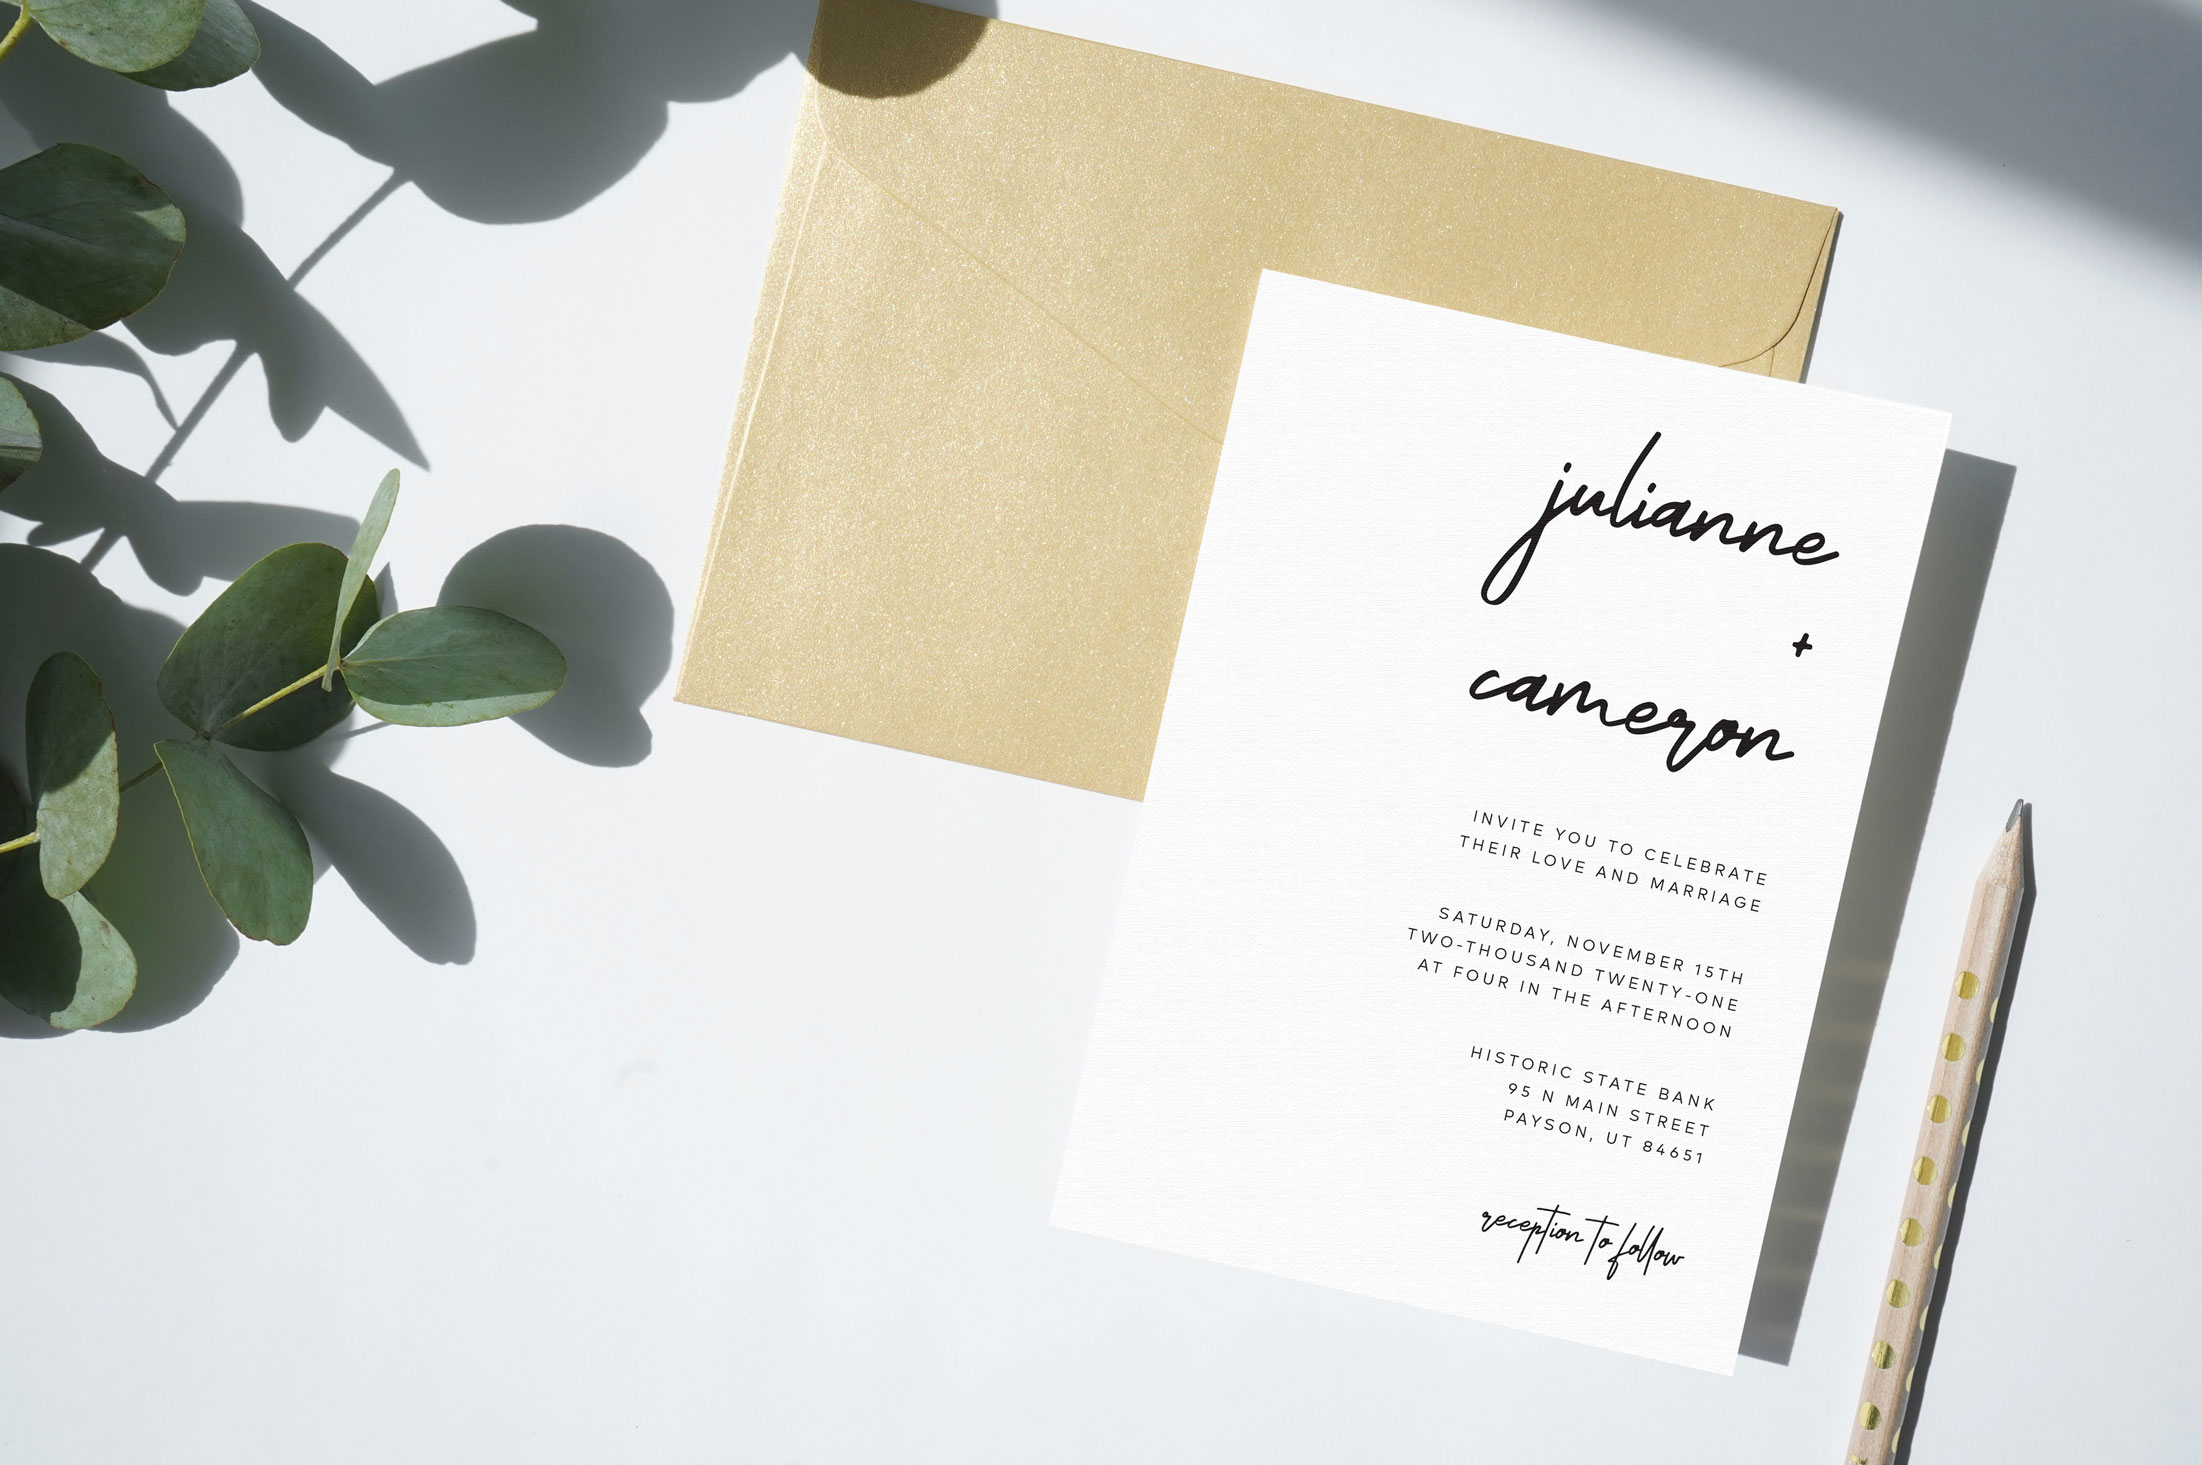 julianne
+
cameron
INVITE YOU TO CELEBRATE
THEIR LOVE AND MARRIAGE
SATURDAY, NOVEMBER 15TH
TWO-THOUSAND TWENTY-ONE
AT FOUR IN THE AFTERNOON
HISTORIC STATE BANK
95 N MAIN STREET
PAYSON, UT 84651
reception to follow